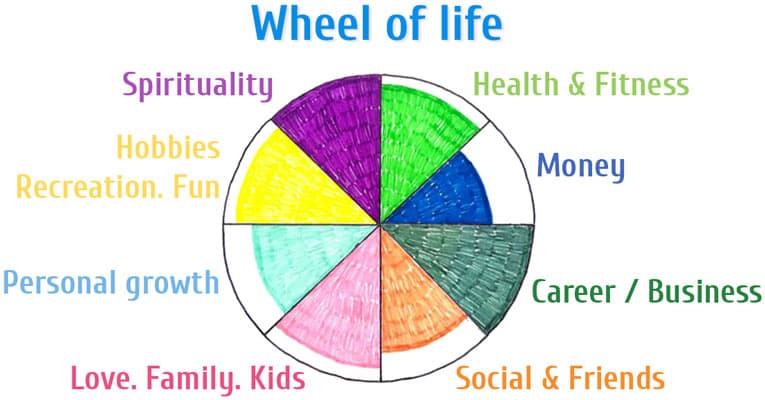 Wheel of life
Spirituality
Health & Fitness
Hobbies
Recreation. Fun
Money
Personal growth
Career / Business
Love. Family. Kids
Social & Friends